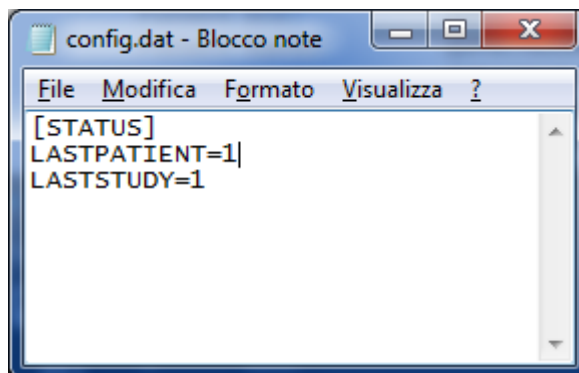 config.dat - Blocco note
File Modifica Formato Visualizza ?
[STATUS]
LASTPATIENT=1
LASTSTUDY=1